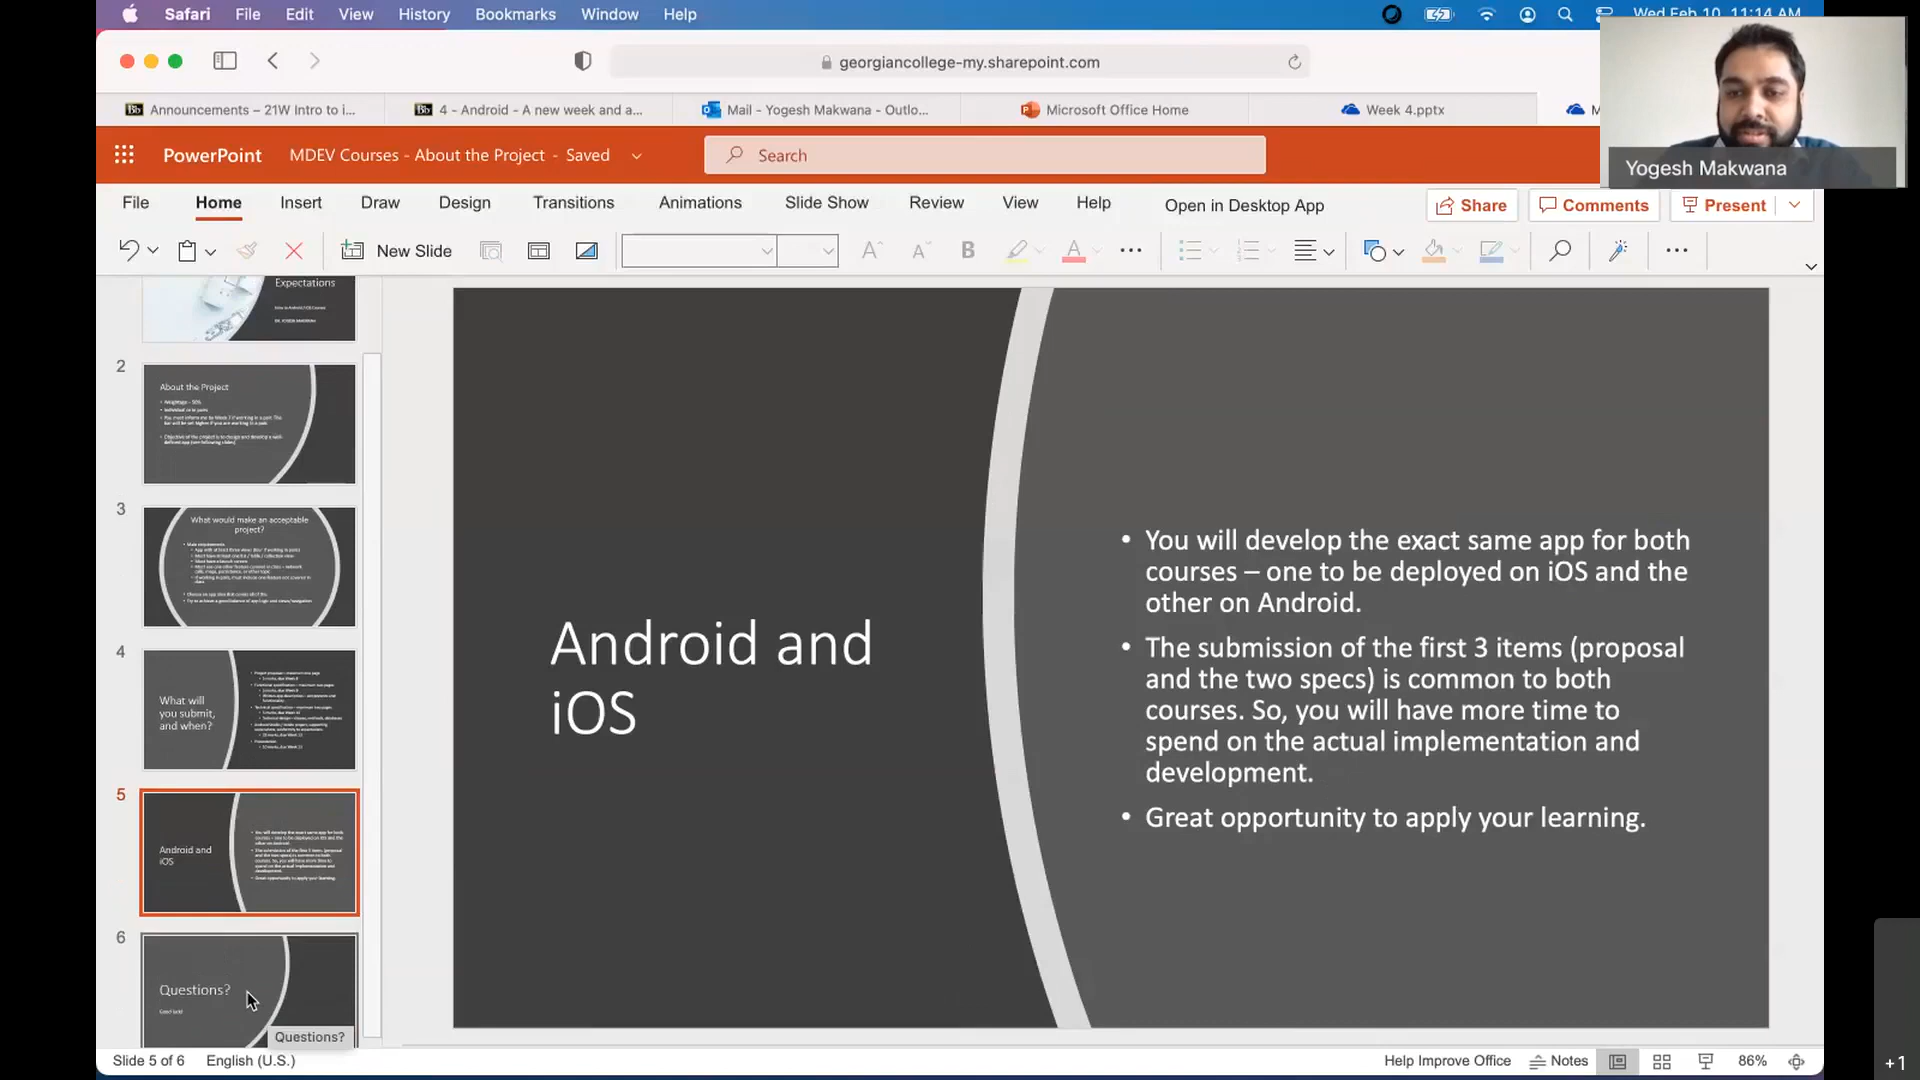 Safari File Edit View History Bookmarks Window Help Wed Feb 10 11:14 AM
georgiancollege-my.sharepoint.com
Announcements – 21W Intro to i... 4 - Android - A new week and a... Mail - Yogesh Makwana - Outlo... Microsoft Office Home Week 4.pptx M
PowerPoint MDEV Courses - About the Project - Saved Search
Yogesh Makwana
File Home Insert Draw Design Transitions Animations Slide Show Review View Help Open in Desktop App Share Comments Present
New Slide
Expectations
2
About the Project
3
What would make an acceptable
project?
4
What will
you submit,
and when?
5
Android and
iOS
6
Questions?
Questions?
Android and
iOS
• You will develop the exact same app for both
courses – one to be deployed on iOS and the
other on Android.
• The submission of the first 3 items (proposal
and the two specs) is common to both
courses. So, you will have more time to
spend on the actual implementation and
development.
• Great opportunity to apply your learning.
Slide 5 of 6 English (U.S.) Help Improve Office Notes 86%
+1